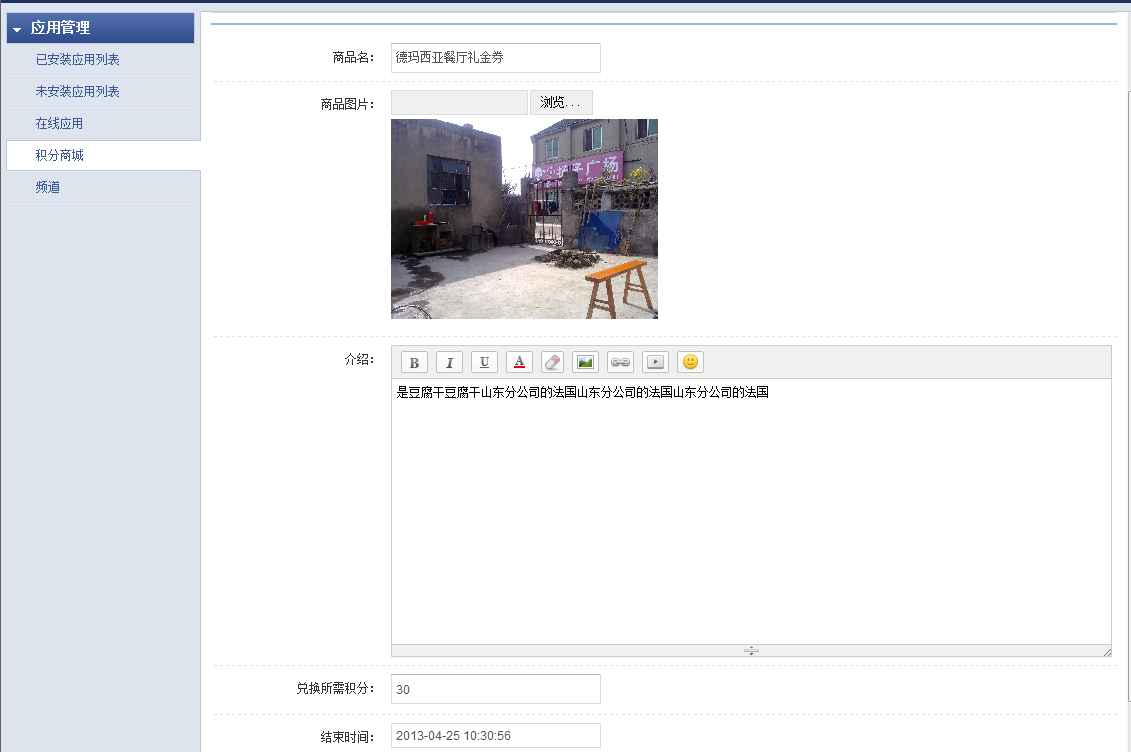 应用管理
已安装应用列表
未安装应用列表
在线应用
积分商城
频道
商品名：
德玛西亚餐厅礼金券
商品图片：
浏览...
扬子广场
介绍：
B I U A
是豆腐干豆腐干山东分公司的法国山东分公司的法国山东分公司的法国
兑换所需积分：
30
结束时间：
2013-04-25 10:30:56